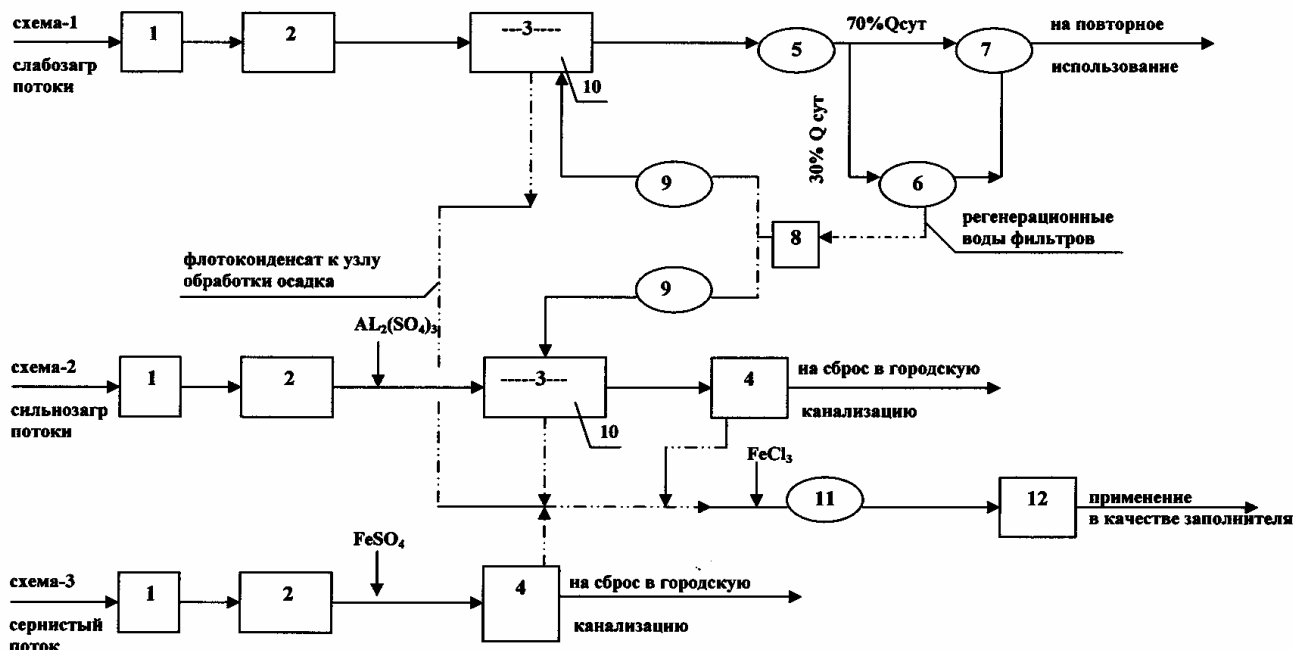 схема-1
слабозагр
потоки
1
2
---3----
10
5
70%Qсут
7
на повторное
использование
30% Q сут
9
6
8
регенерационные
воды фильтров
флотоконденсат к узлу
обработки осадка
9
AL2(SO4)3
схема-2
сильнозагр
потоки
1
2
-----3---
10
4
на сброс в городскую
канализацию
FeCl3
11
12
применение
в качестве заполнителя
FeSO4
схема-3
сернистый
поток
1
2
4
на сброс в городскую
канализацию